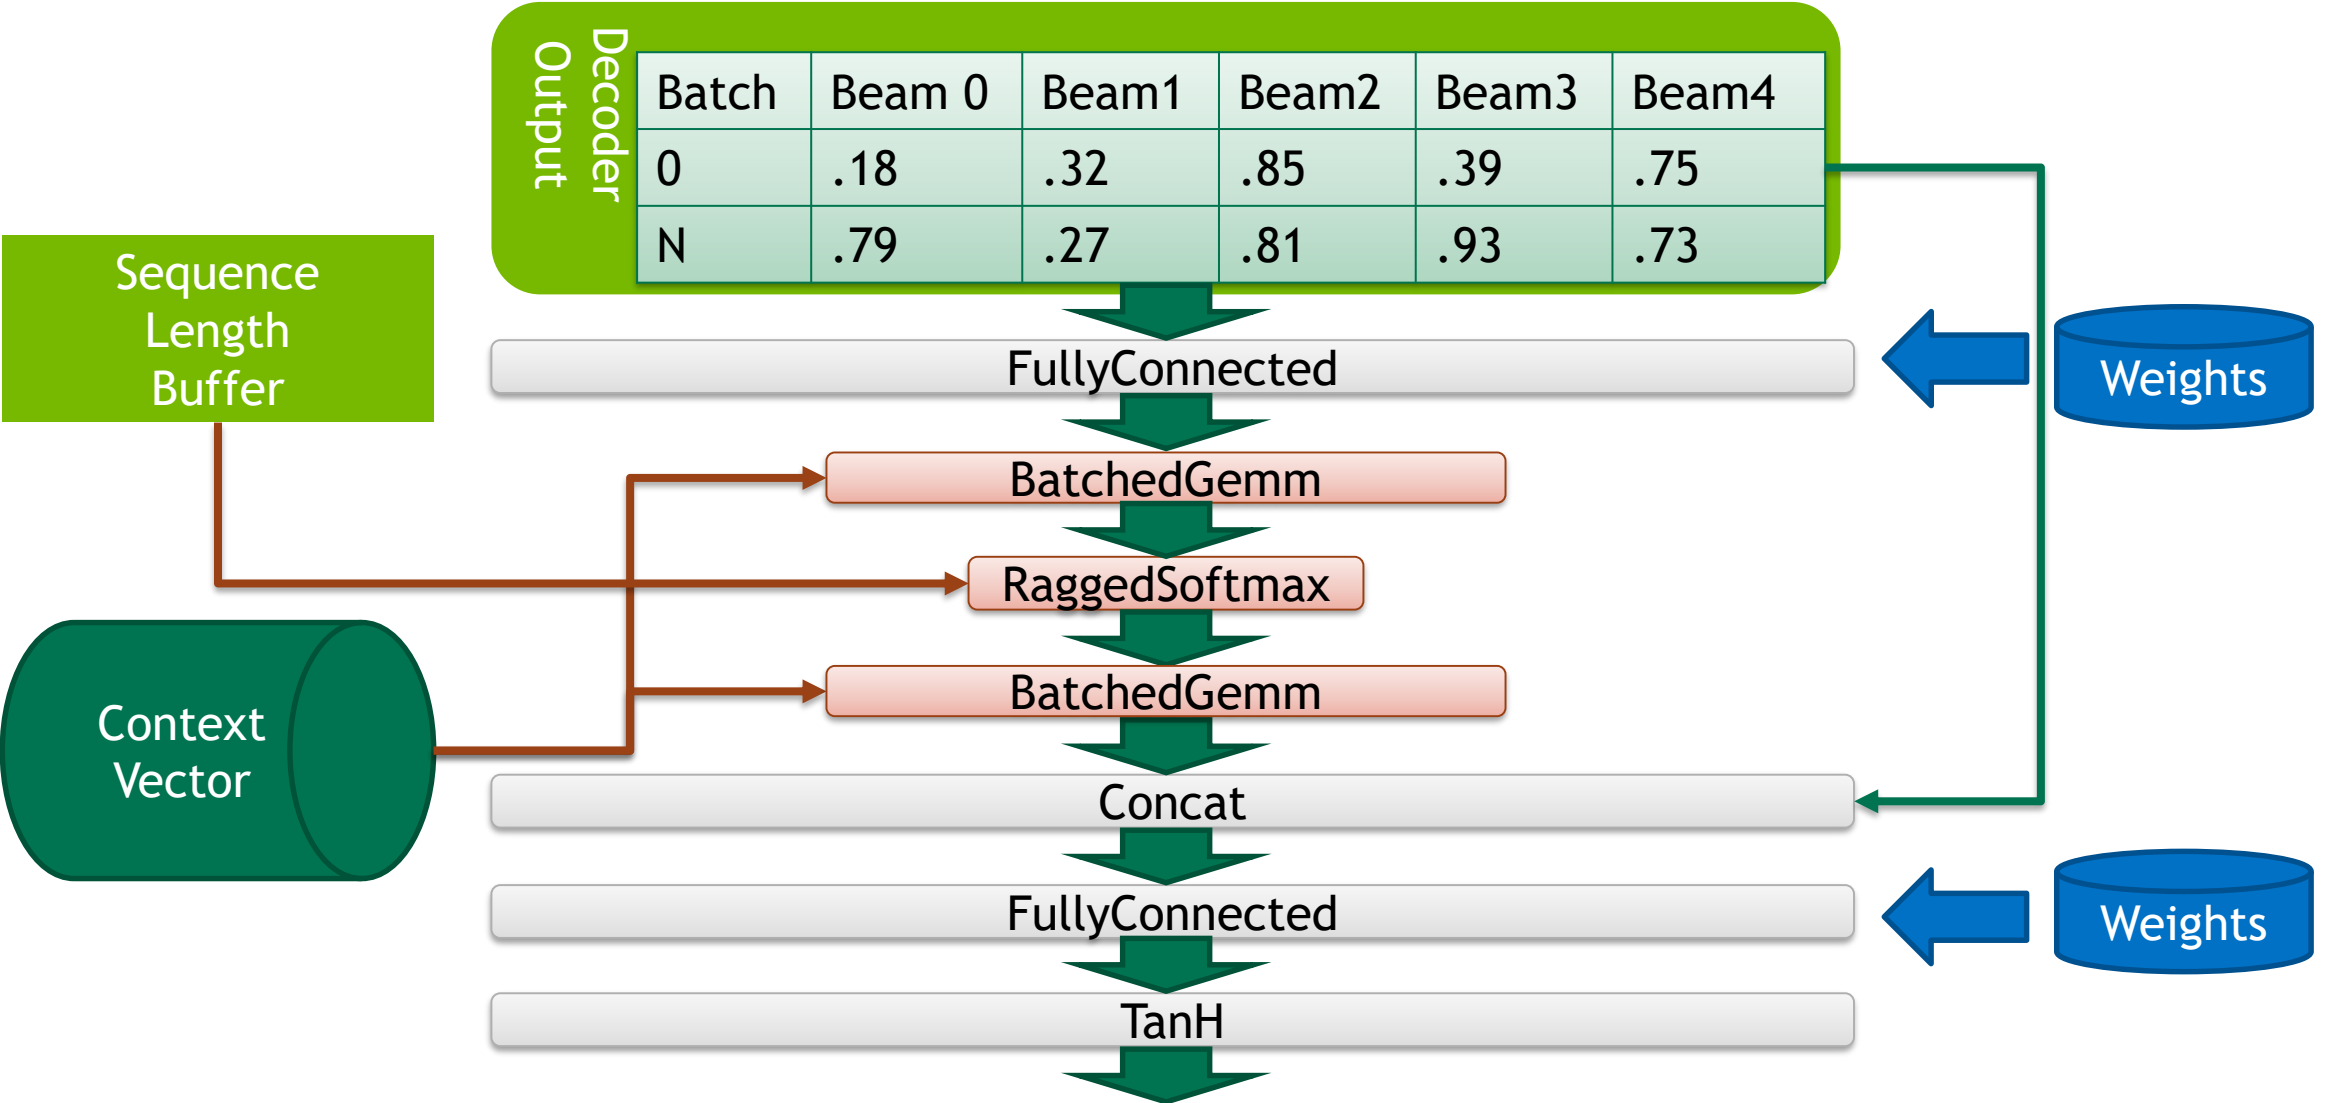 Decoder
Output
Batch Beam 0 Beam1 Beam2 Beam3 Beam4
0 .18 .32 .85 .39 .75
N .79 .27 .81 .93 .73
Sequence
Length
Buffer
FullyConnected
Weights
BatchedGemm
RaggedSoftmax
BatchedGemm
Context
Vector
Concat
FullyConnected
Weights
TanH